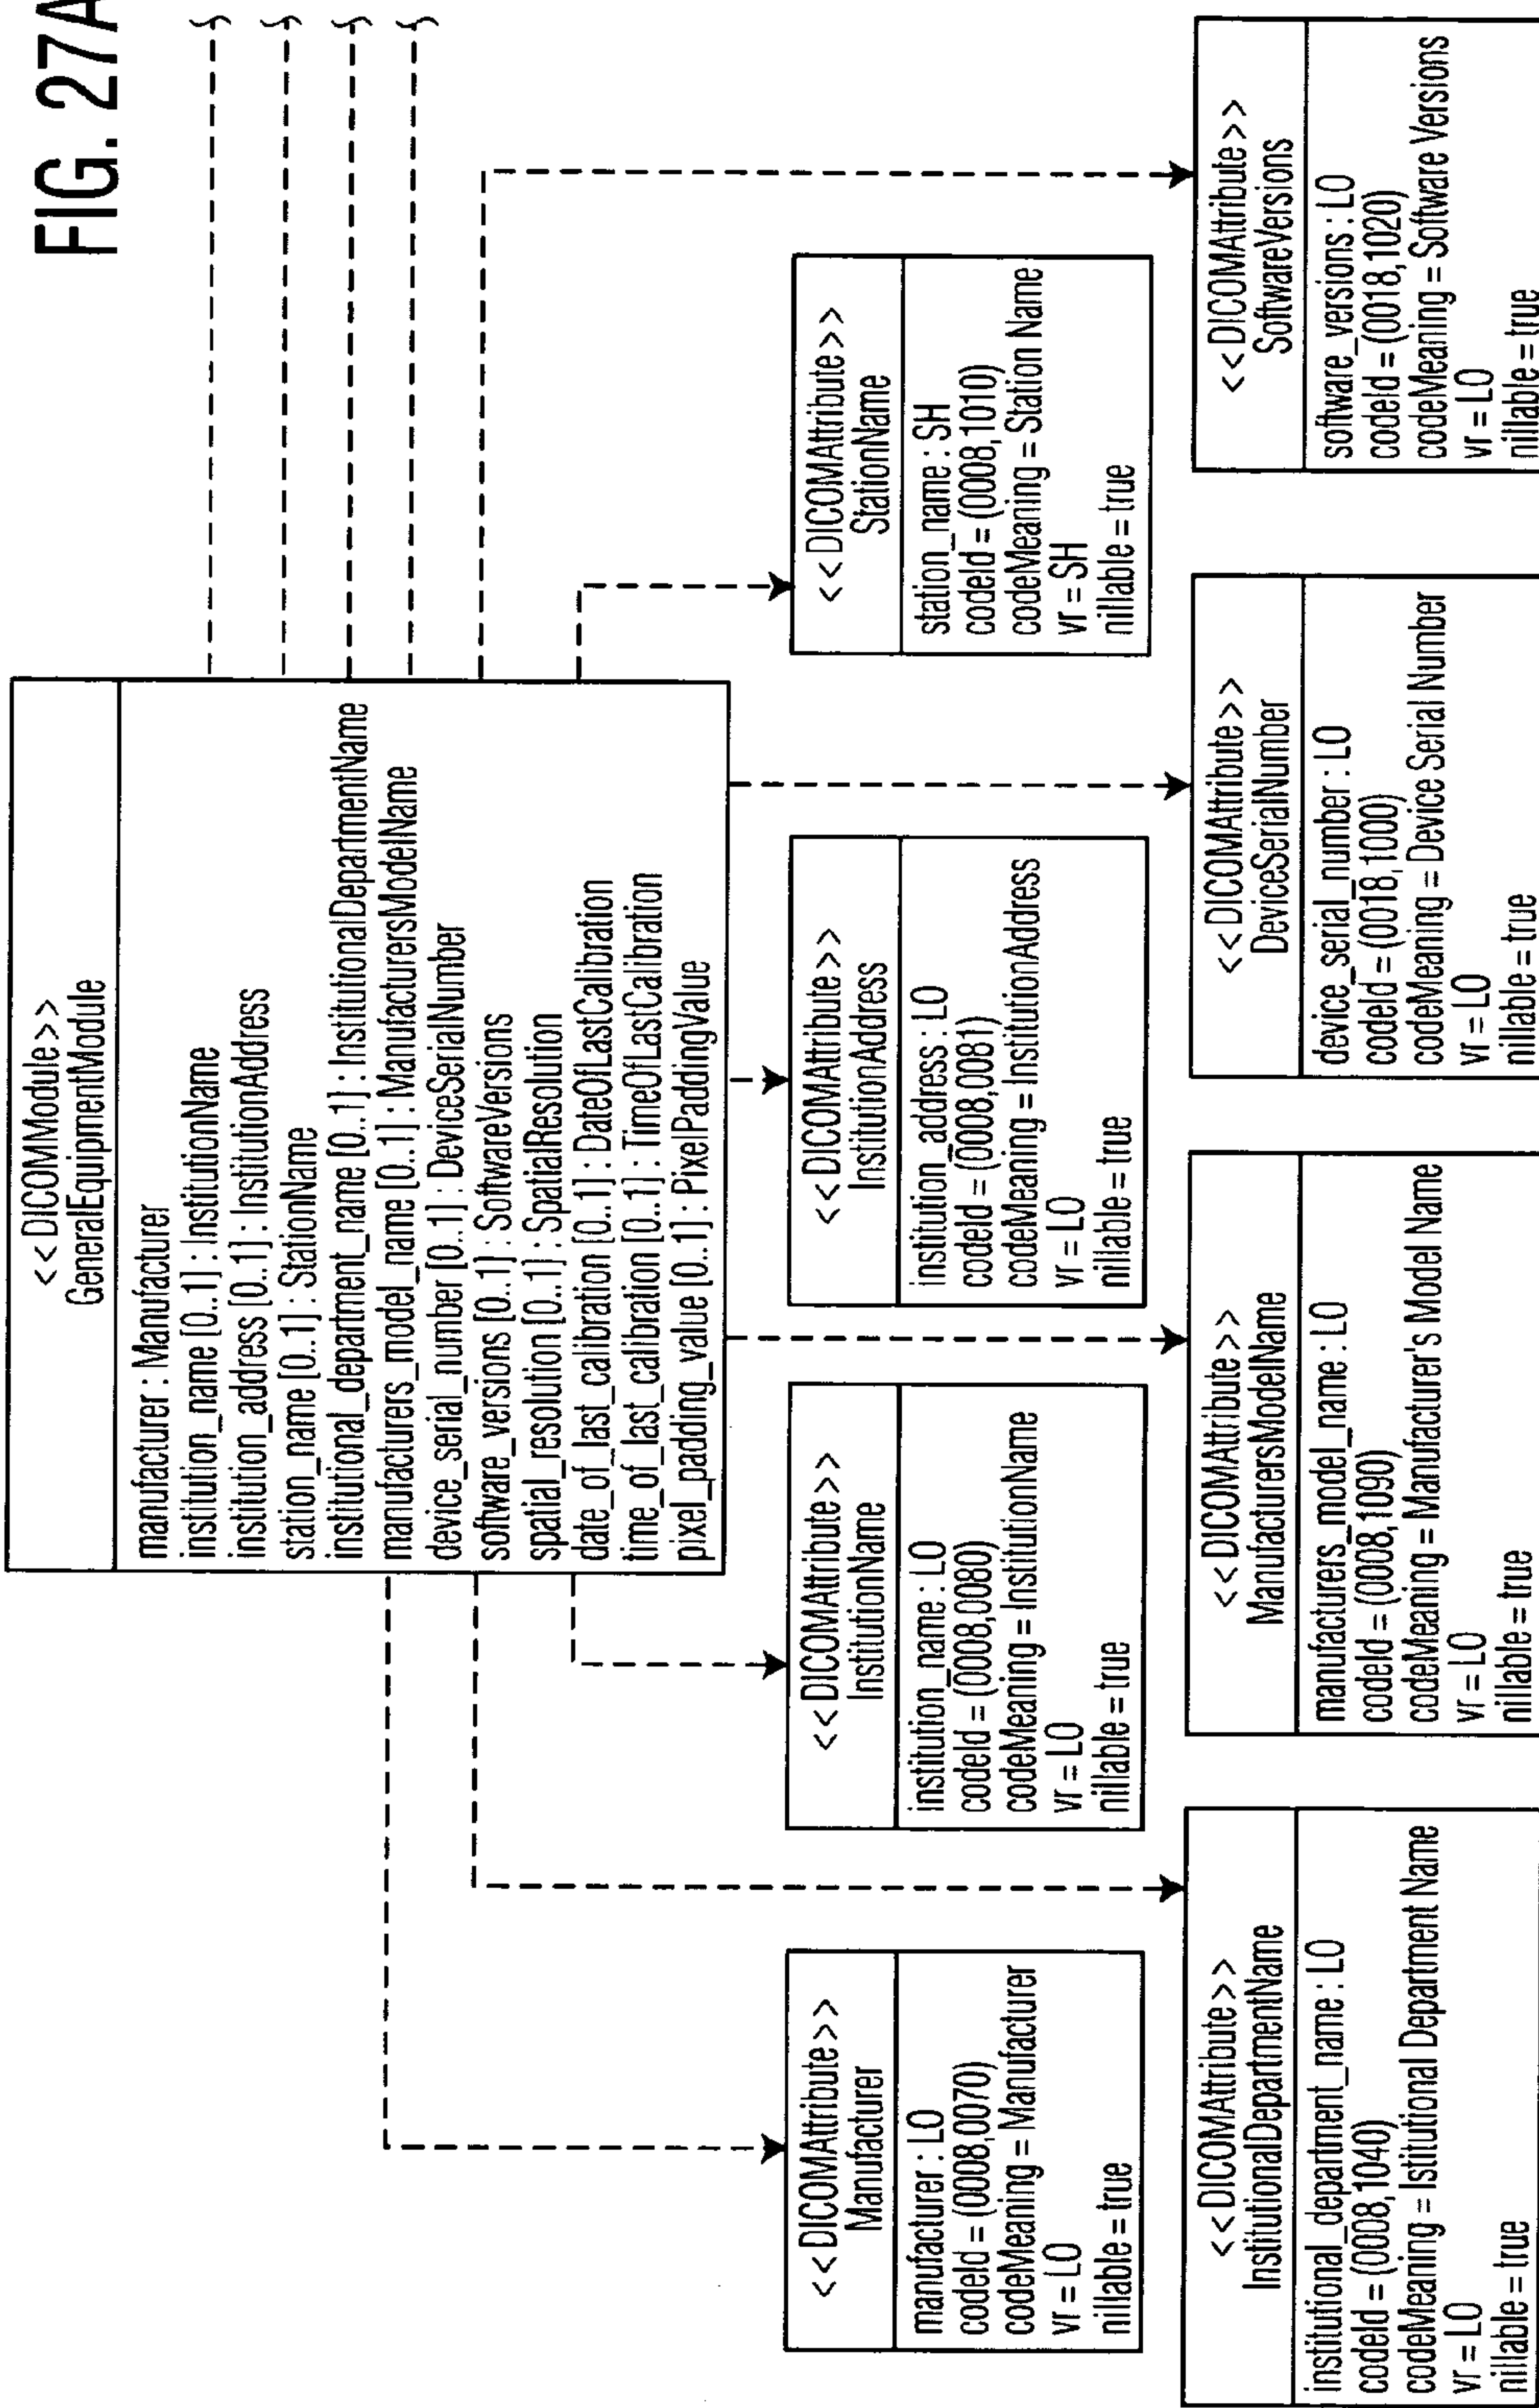 FIG. 27A
<<DICOMModule>>
GeneralEquipmentModule
manufacturer : Manufacturer
institution_name [0..1] : InstitutionName
institution_address [0..1] : InstitutionAddress
station_name [0..1] : StationName
institutional_department_name [0..1] : InstitutionalDepartmentName
manufacturers_model_name [0..1] : ManufacturersModelName
device_serial_number [0..1] : DeviceSerialNumber
software_versions [0..1] : SoftwareVersions
spatial_resolution [0..1] : SpatialResolution
date_of_last_calibration [0..1] : DateOfLastCalibration
time_of_last_calibration [0..1] : TimeOfLastCalibration
pixel_padding_value [0..1] : PixelPaddingValue
<<DICOMAttribute>>
Manufacturer
manufacturer : LO
codeId = (0008,0070)
codeMeaning = Manufacturer
vr = LO
nillable = true
<<DICOMAttribute>>
InstitutionName
institution_name : LO
codeId = (0008,0080)
codeMeaning = InstitutionName
vr = LO
nillable = true
<<DICOMAttribute>>
InstitutionAddress
institution_address : LO
codeId = (0008,0081)
codeMeaning = InstitutionAddress
vr = LO
nillable = true
<<DICOMAttribute>>
StationName
station_name : SH
codeId = (0008,1010)
codeMeaning = Station Name
vr = SH
nillable = true
<<DICOMAttribute>>
InstitutionalDepartmentName
institutional_department_name : LO
codeId = (0008,1040)
codeMeaning = Istitutional Department Name
vr = LO
nillable = true
<<DICOMAttribute>>
ManufacturersModelName
manufacturers_model_name : LO
codeId = (0008,1090)
codeMeaning = Manufacturer's Model Name
vr = LO
nillable = true
<<DICOMAttribute>>
DeviceSerialNumber
device_serial_number : LO
codeId = (0018,1000)
codeMeaning = Device Serial Number
vr = LO
nillable = true
<<DICOMAttribute>>
SoftwareVersions
software_versions : LO
codeId = (0018,1020)
codeMeaning = Software Versions
vr = LO
nillable = true